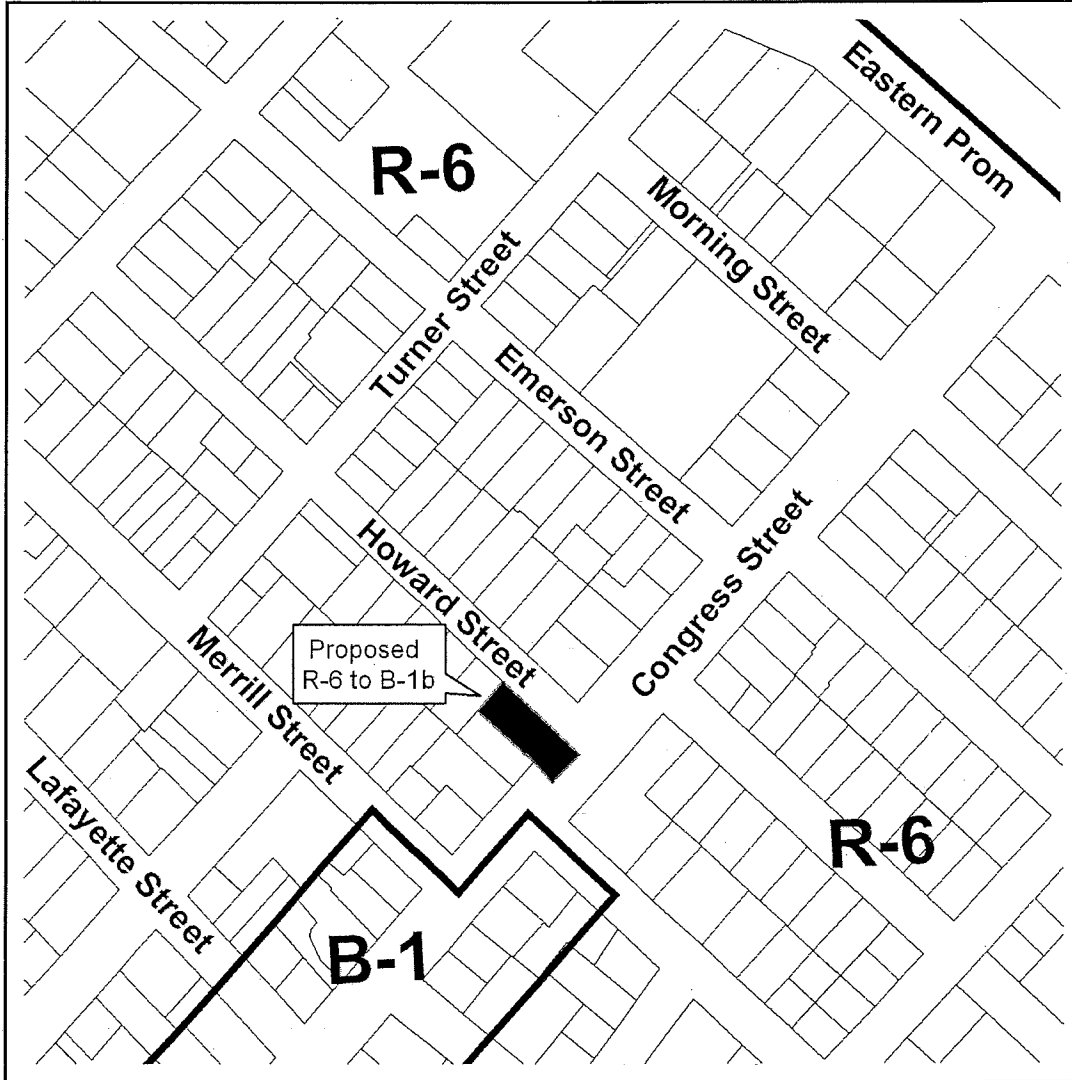 Eastern Prom
R-6
Morning Street
Turner Street
Emerson Street
Congress Street
Howard Street
Proposed
R-6 to B-1b
Merrill Street
Lafayette Street
R-6
B-1